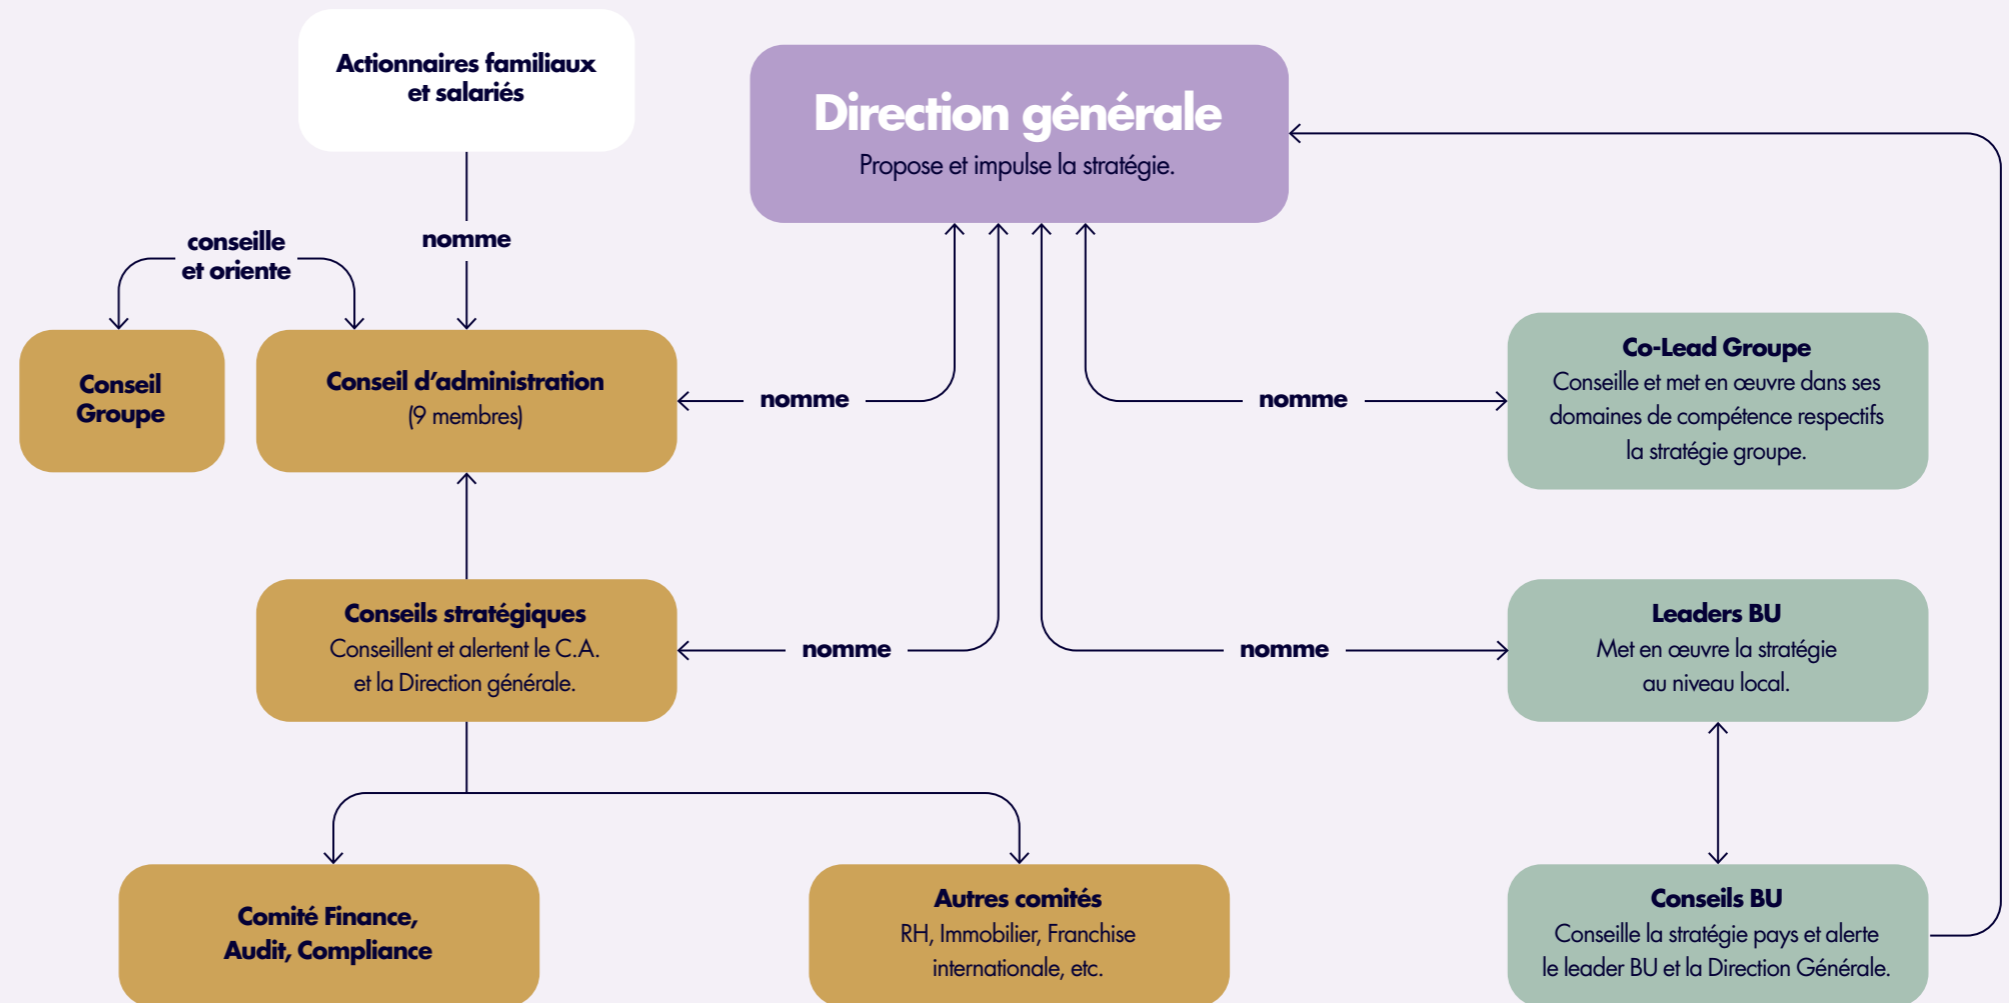 Actionnaires familiaux
et salariés
Direction générale
Propose et impulse la stratégie.
conseille
et oriente
nomme
Conseil
Groupe
Conseil d’administration
(9 membres)
nomme
nomme
Co-Lead Groupe
Conseille et met en œuvre dans ses
domaines de compétence respectifs
la stratégie groupe.
Conseils stratégiques
Conseillent et alertent le C.A.
et la Direction générale.
nomme
nomme
Leaders BU
Met en œuvre la stratégie
au niveau local.
Comité Finance,
Audit, Compliance
Autres comités
RH, Immobilier, Franchise
internationale, etc.
Conseils BU
Conseille la stratégie pays et alerte
le leader BU et la Direction Générale.